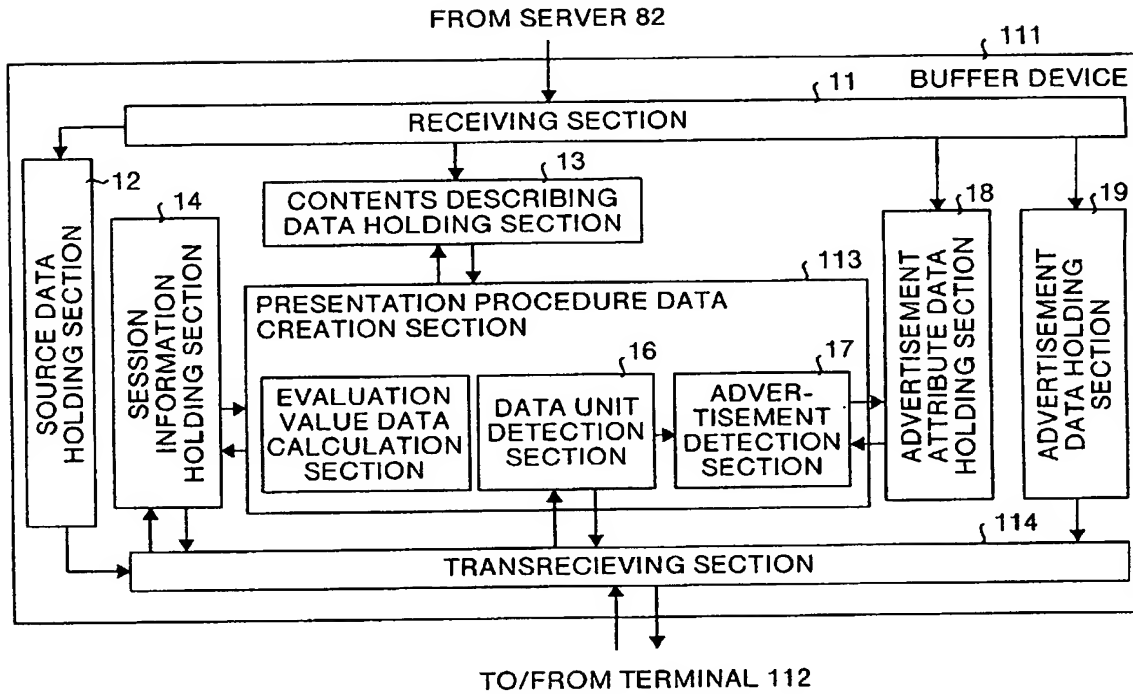 FROM SERVER 82
111
BUFFER DEVICE
11
RECEIVING SECTION
12
SOURCE DATA
HOLDING SECTION
14
SESSION
INFORMATION
HOLDING SECTION
13
CONTENTS DESCRIBING
DATA HOLDING SECTION
113
PRESENTATION PROCEDURE DATA
CREATION SECTION
EVALUATION
VALUE DATA
CALCULATION
SECTION
16
DATA UNIT
DETECTION
SECTION
17
ADVER-
TISEMENT
DETECTION
SECTION
18
ADVERTISEMENT
ATTRIBUTE DATA
HOLDING SECTION
19
ADVERTISEMENT
DATA HOLDING
SECTION
114
TRANSRECIEVING SECTION
TO/FROM TERMINAL 112